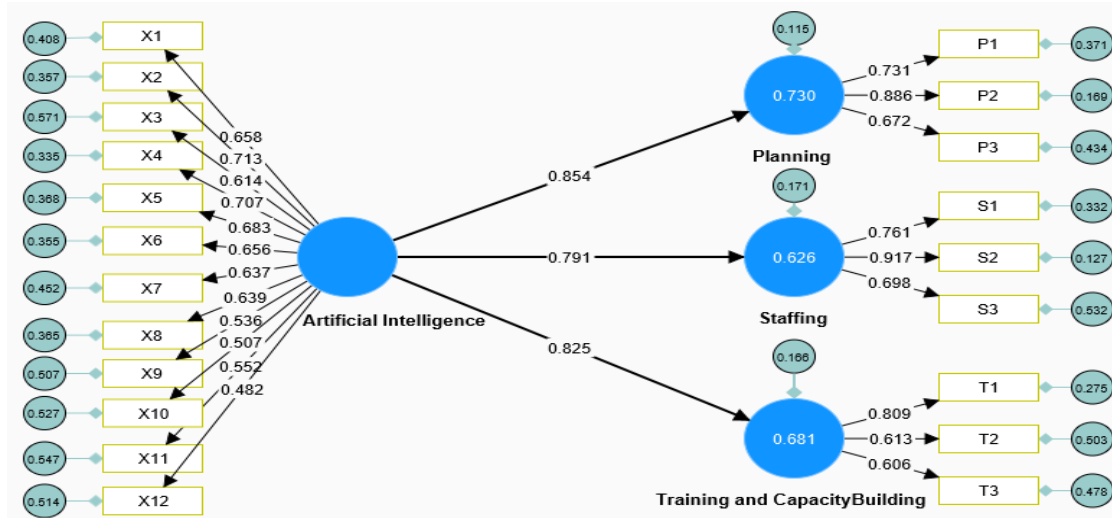 0.408
X1
0.357
X2
0.571
X3
0.335
X4
0.368
X5
0.355
X6
0.452
X7
0.365
X8
0.507
X9
0.527
X10
0.547
X11
0.514
X12
0.658
0.713
0.614
0.707
0.683
0.656
0.637
0.639
0.536
0.507
0.552
0.482
Artificial Intelligence
0.854
0.791
0.825
0.115
0.730
Planning
0.731
0.886
0.672
P1
0.371
P2
0.169
P3
0.434
0.171
0.626
Staffing
0.761
0.917
0.698
S1
0.332
S2
0.127
S3
0.532
0.166
0.681
Training and CapacityBuilding
0.809
0.613
0.606
T1
0.275
T2
0.503
T3
0.478